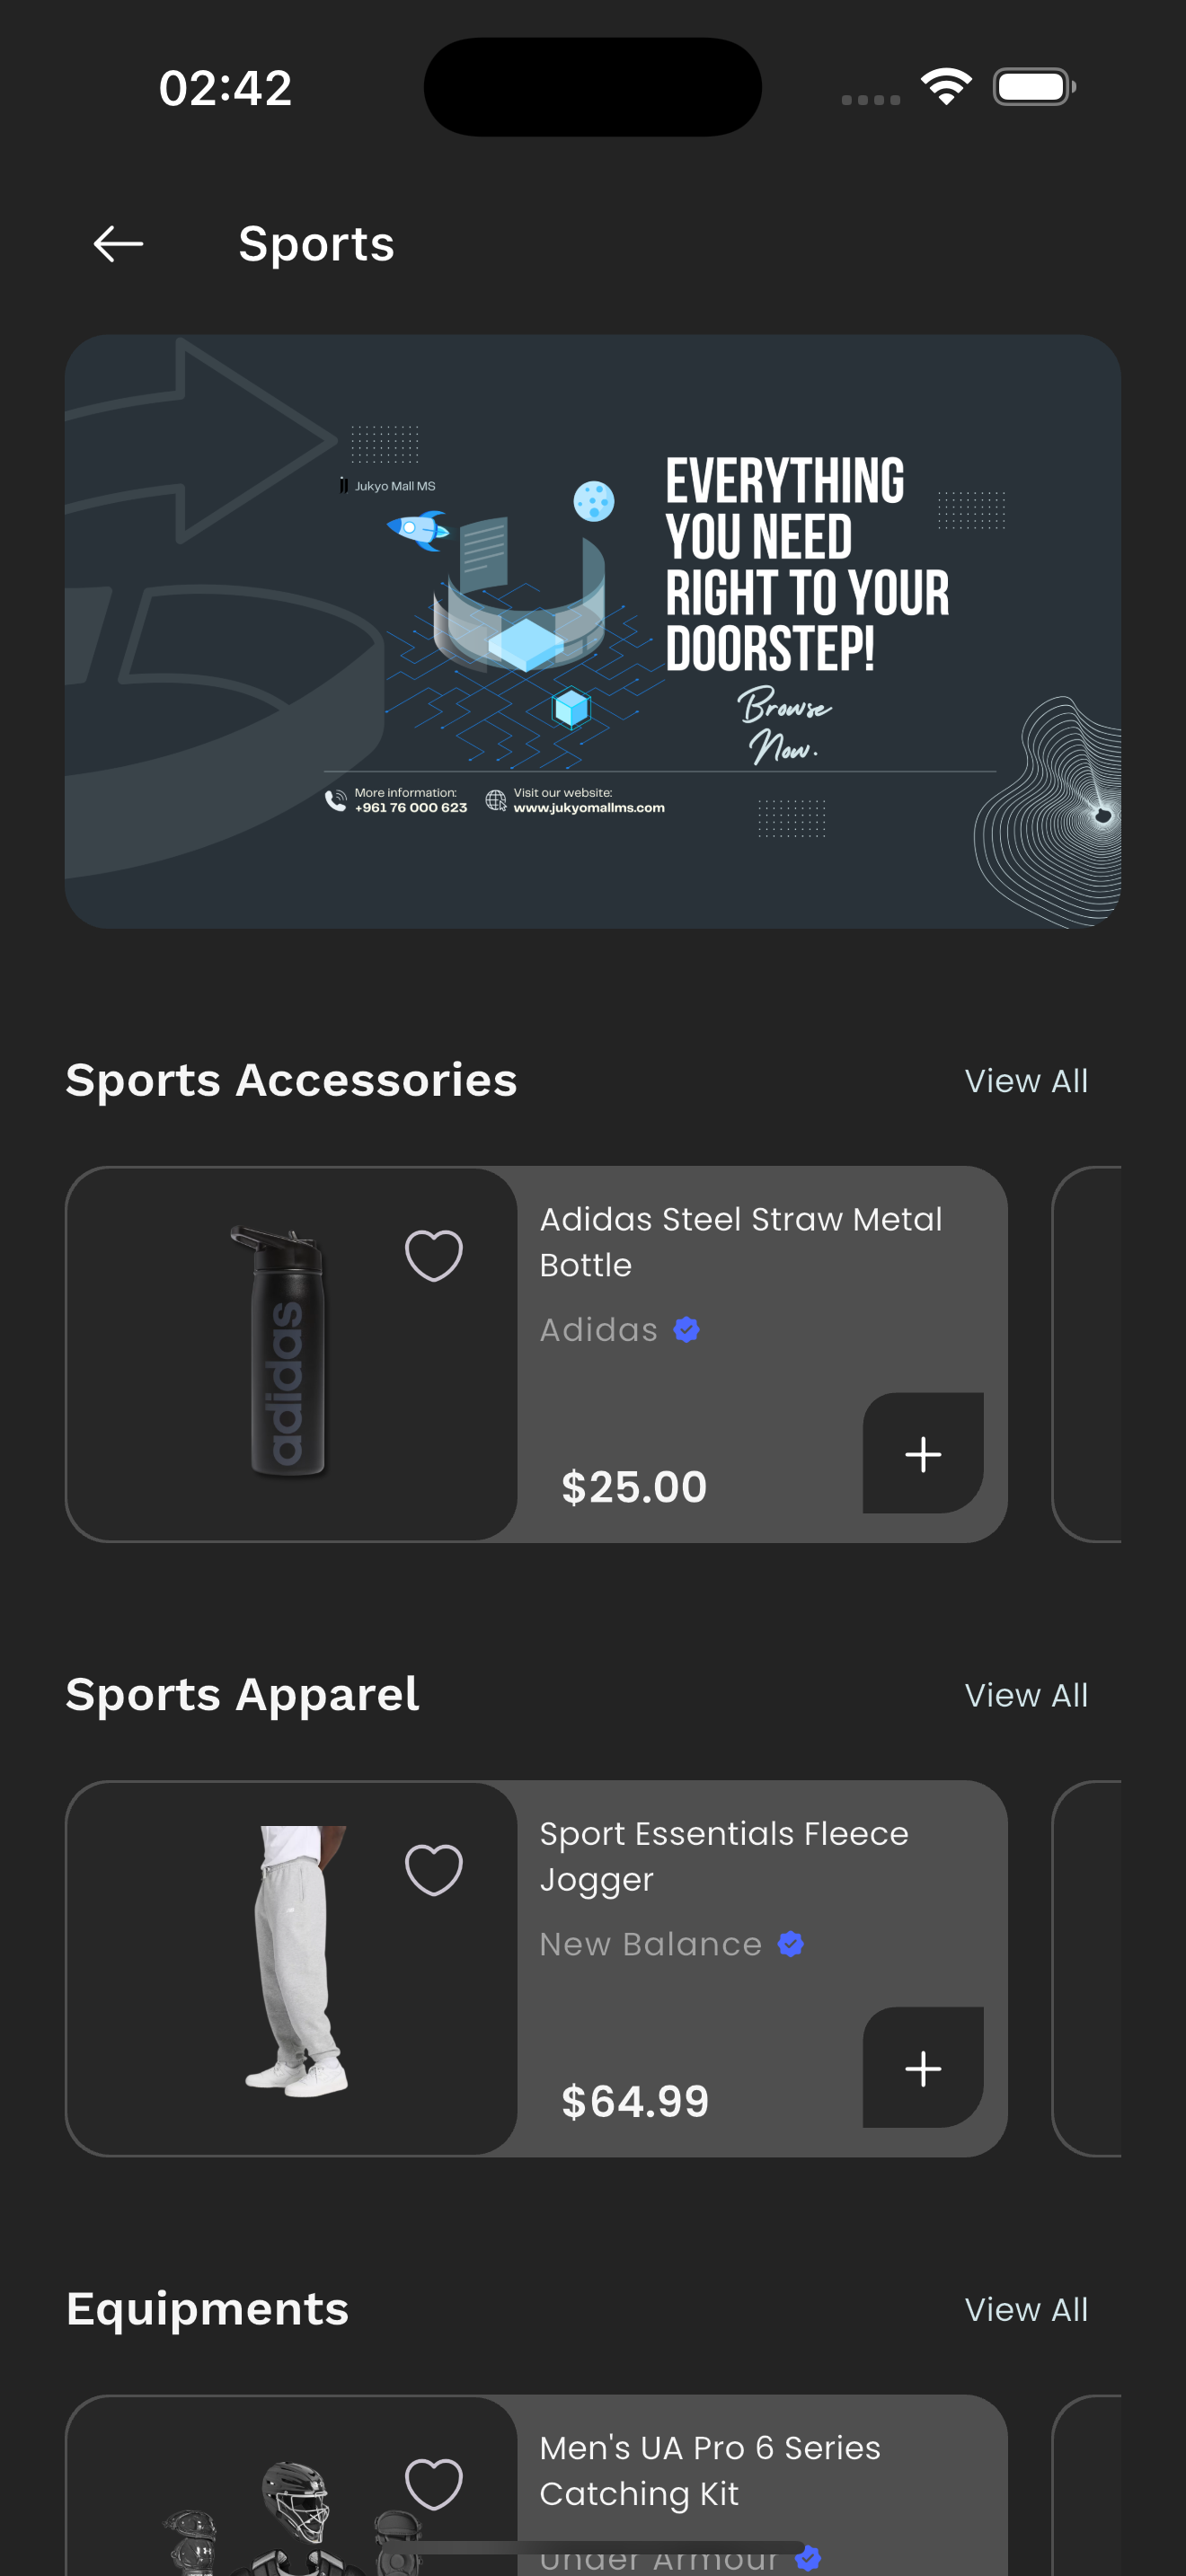 02:42
Sports
Jukyo Mall MS
EVERYTHING
YOU NEED
RIGHT TO YOUR
DOORSTEP!
Browse
Now.
More information:
+961 76 000 623
Visit our website:
www.jukyomallms.com
Sports Accessories
View All
adidas
Adidas Steel Straw Metal
Bottle
Adidas
$25.00
Sports Apparel
View All
Sport Essentials Fleece
Jogger
New Balance
$64.99
Equipments
View All
Men's UA Pro 6 Series
Catching Kit
Under Armour